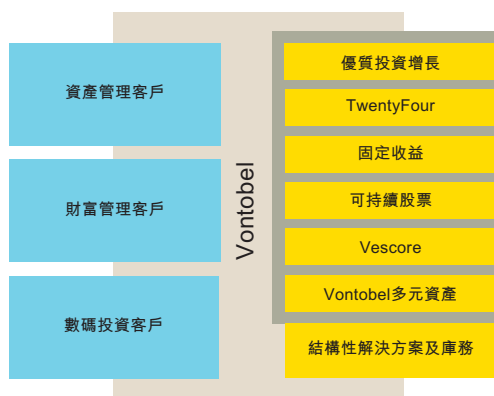 資產管理客戶
財富管理客戶
數碼投資客戶
Vontobel
優質投資增長
TwentyFour
固定收益
可持續股票
Vescore
Vontobel多元資產
結構性解決方案及庫務